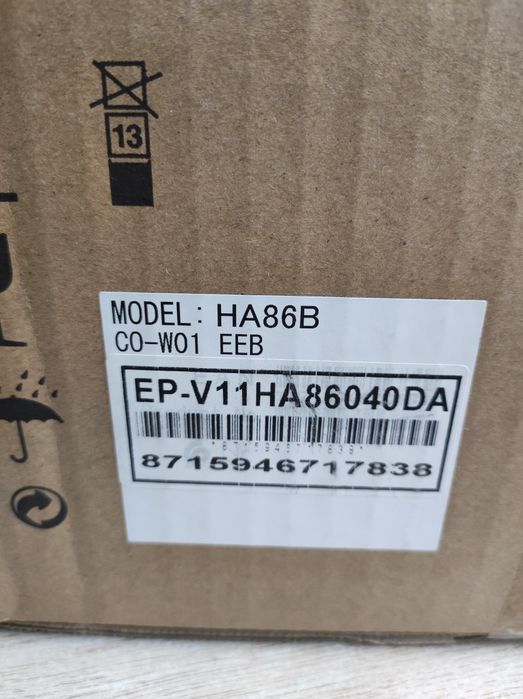 13
MODEL: HA86B
CO-W01 EEB
EP-V11HA86040DA
8715946717838